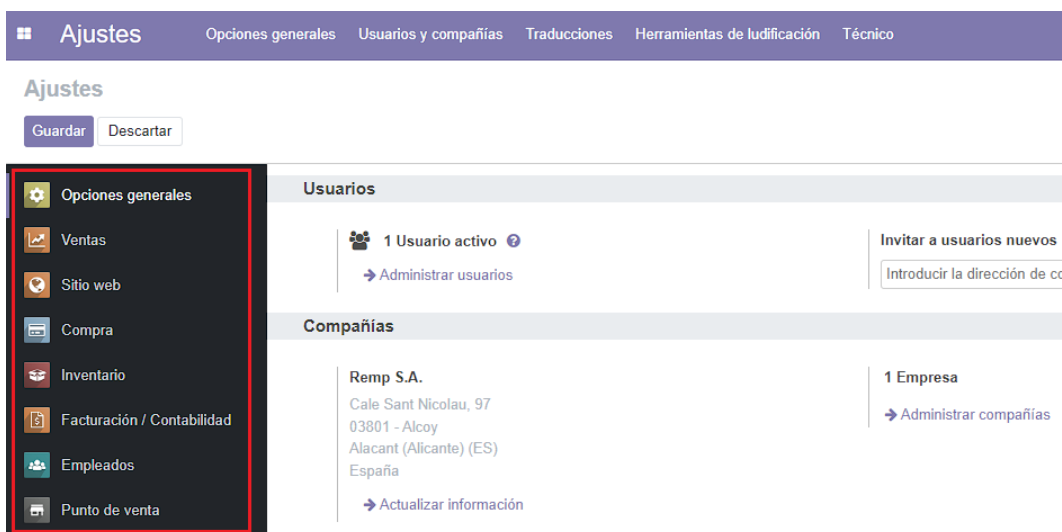 Ajustes
Opciones generales Usuarios y compañías Traducciones Herramientas de ludificación Técnico
Ajustes
Guardar Descartar
Opciones generales
Ventas
Sitio web
Compra
Inventario
Facturación / Contabilidad
Empleados
Punto de venta
Usuarios
1 Usuario activo
Administrar usuarios
Invitar a usuarios nuevos
Introducir la dirección de co
Compañías
Remp S.A.
Cale Sant Nicolau, 97
03801 - Alcoy
Alacant (Alicante) (ES)
España
Actualizar información
1 Empresa
Administrar compañías